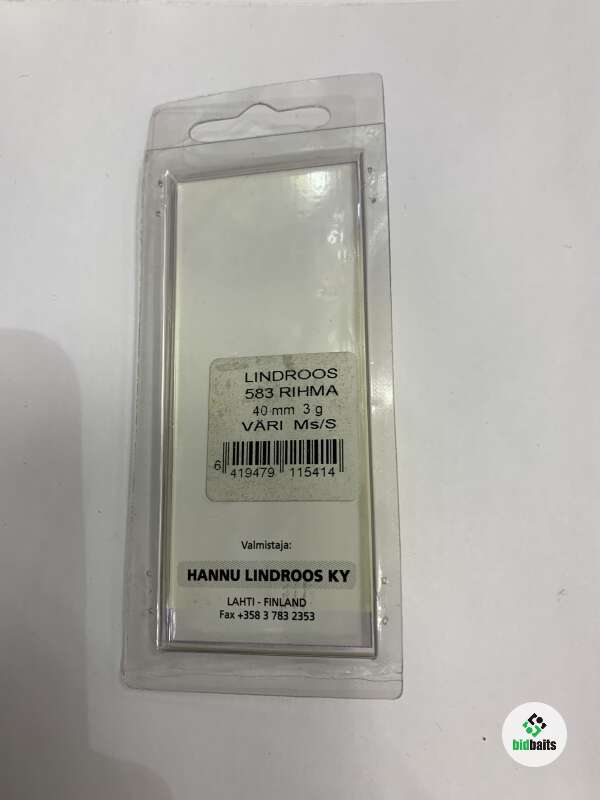 LINDROOS
583 RIHMA
40 mm 3 g
VÄRI Ms/S
6 419479 115414
Valmistaja:
HANNU LINDROOS KY
LAHTI - FINLAND
Fax +358 3 783 2353
bidbaits